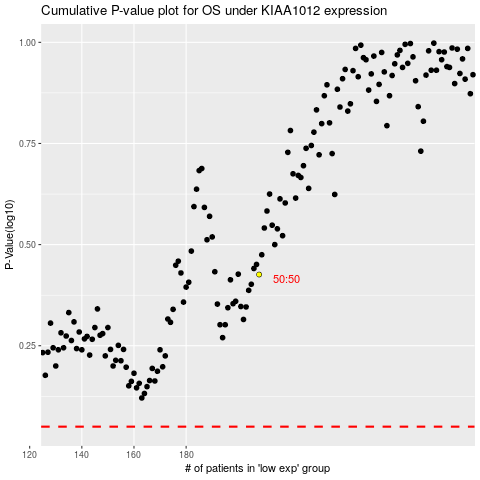 Cumulative P-value plot for OS under KIAA1012 expression
1.00
0.75
0.50
0.25
P-Value(log10)
50:50
120 140 160 180
# of patients in 'low exp' group